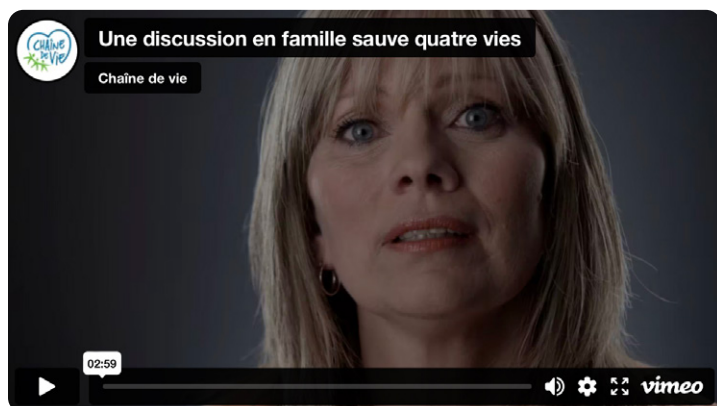 CHAÎNE
DE VIE
Une discussion en famille sauve quatre vies
Chaîne de vie
02:59
vimeo